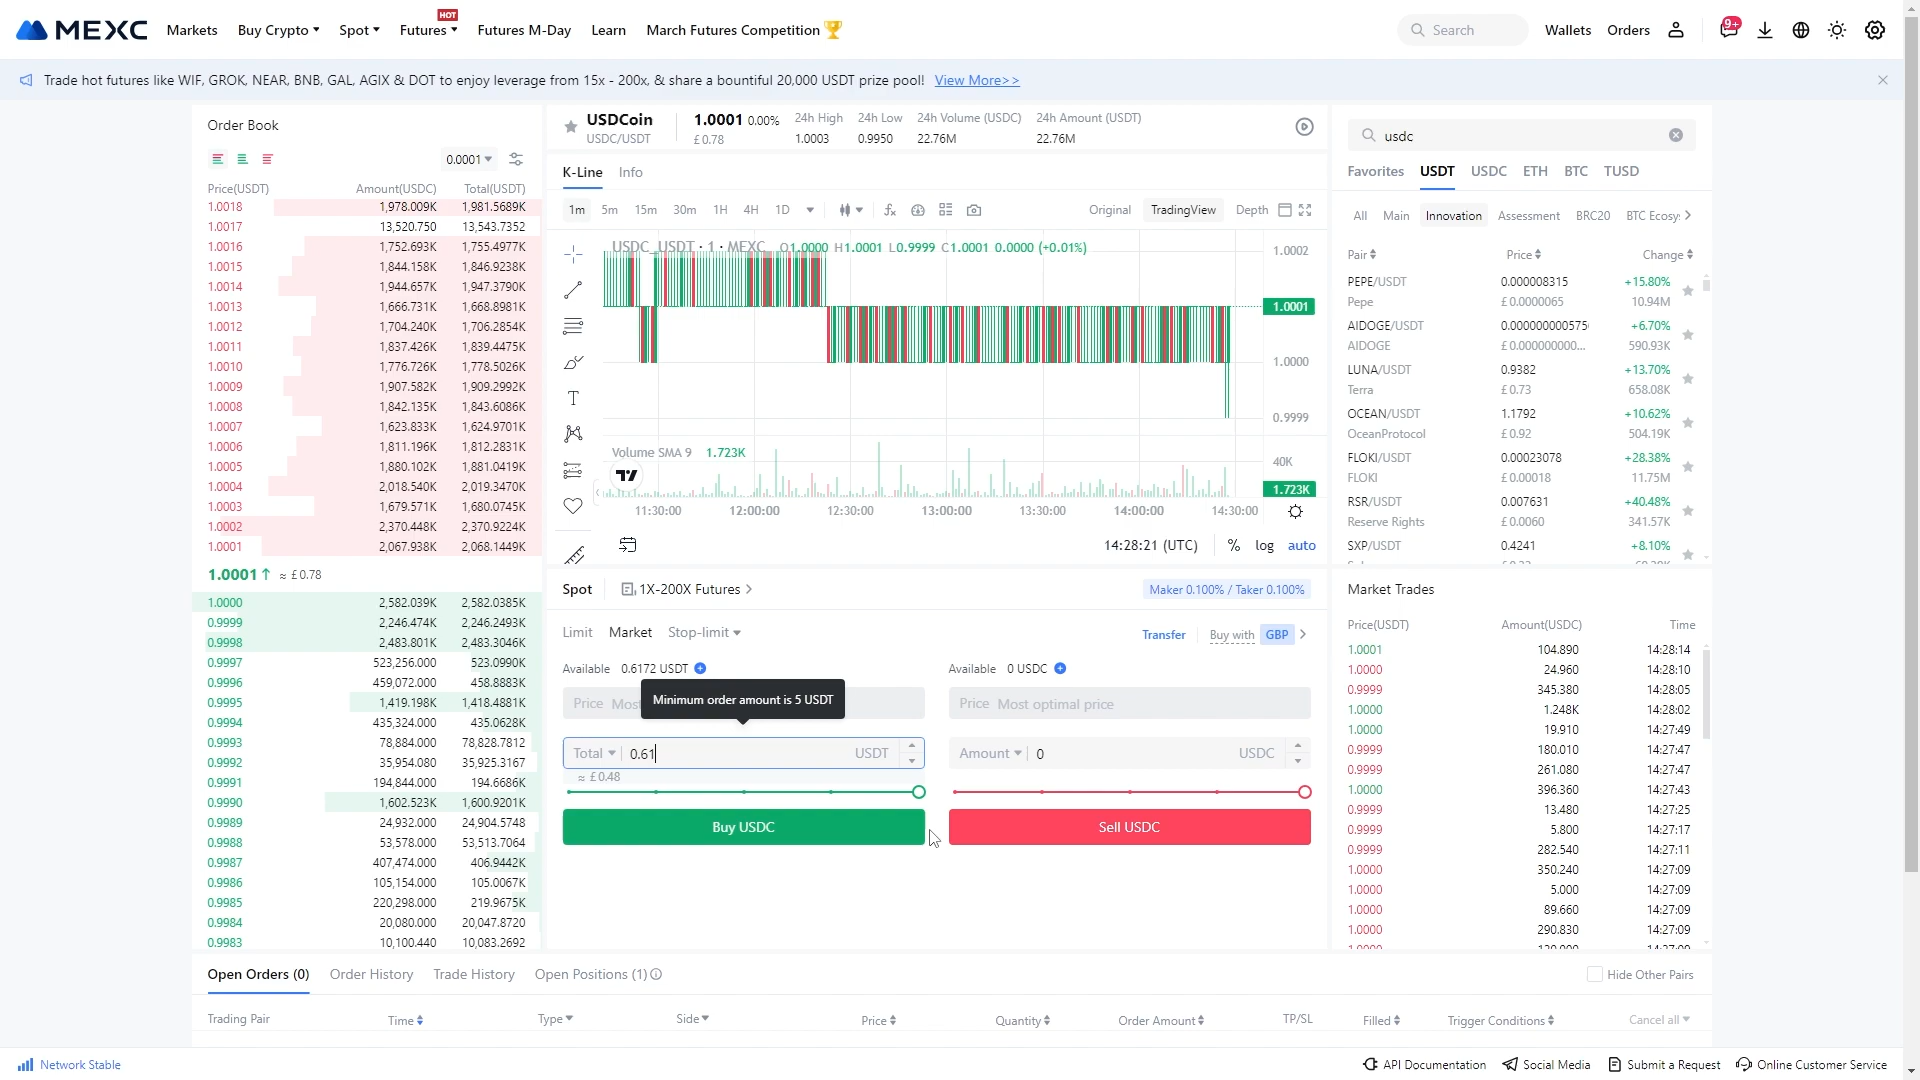 MEXC Markets Buy Crypto Spot Futures HOT Futures M-Day Learn March Futures Competition Search Wallets Orders 9+
Trade hot futures like WIF, GROK, NEAR, BNB, GAL, AGIX & DOT to enjoy leverage from 15x - 200x, & share a bountiful 20,000 USDT prize pool! View More>>
Order Book
0.0001
Price(USDT) Amount(USDC) Total(USDT)
1.0018 1,978.009K 1,981.5689K
1.0017 13,520.750 13,543.7352
1.0016 1,752.693K 1,755.4977K
1.0015 1,844.158K 1,846.9238K
1.0014 1,944.657K 1,947.3790K
1.0013 1,666.731K 1,668.8981K
1.0012 1,704.240K 1,706.2854K
1.0011 1,837.426K 1,839.4475K
1.0010 1,776.726K 1,778.5026K
1.0009 1,907.582K 1,909.2992K
1.0008 1,842.135K 1,843.6086K
1.0007 1,623.833K 1,624.9701K
1.0006 1,811.196K 1,812.2831K
1.0005 1,880.102K 1,881.0419K
1.0004 2,018.540K 2,019.3470K
1.0003 1,679.571K 1,680.0745K
1.0002 2,370.448K 2,370.9224K
1.0001 2,067.938K 2,068.1449K
1.0001 ↑ ≈ £0.78
1.0000 2,582.039K 2,582.0385K
0.9999 2,246.474K 2,246.2493K
0.9998 2,483.801K 2,483.3046K
0.9997 523,256.000 523.0990K
0.9996 459,072.000 458.8883K
0.9995 1,419.198K 1,418.4881K
0.9994 435,324.000 435.0628K
0.9993 78,884.000 78,828.7812
0.9992 35,954.080 35,925.3167
0.9991 194,844.000 194.6686K
0.9990 1,602.523K 1,600.9201K
0.9989 24,932.000 24,904.5748
0.9988 53,578.000 53,513.7064
0.9987 407,474.000 406.9442K
0.9986 105,154.000 105.0067K
0.9985 220,298.000 219.9675K
0.9984 20,080.000 20,047.8720
0.9983 10,100.440 10,083.2692
USDCoin 1.0001 0.00% 24h High 24h Low 24h Volume (USDC) 24h Amount (USDT)
USDC/USDT £0.78 1.0003 0.9950 22.76M 22.76M
K-Line Info
1m 5m 15m 30m 1H 4H 1D Original TradingView Depth
USDC_USDT · 1 · MEXC O1.0000 H1.0001 L0.9999 C1.0001 0.0000 (+0.01%)
1.0002
1.0001
1.0000
0.9999
Volume SMA 9 1.723K
40K
1.723K
11:30:00 12:00:00 12:30:00 13:00:00 13:30:00 14:00:00 14:30:00
14:28:21 (UTC) % log auto
Spot 1X-200X Futures Maker 0.100% / Taker 0.100%
Limit Market Stop-limit Transfer Buy with GBP
Available 0.6172 USDT Available 0 USDC
Minimum order amount is 5 USDT
Price Most Price Most optimal price
Total 0.61 USDT Amount 0 USDC
≈ £0.48
Buy USDC Sell USDC
usdc
Favorites USDT USDC ETH BTC TUSD
All Main Innovation Assessment BRC20 BTC Ecosy
Pair Price Change
PEPE/USDT 0.000008315 +15.80%
Pepe £0.0000065 10.94M
AIDOGE/USDT 0.000000000575 +6.70%
AIDOGE £0.000000000... 590.93K
LUNA/USDT 0.9382 +13.70%
Terra £0.73 658.08K
OCEAN/USDT 1.1792 +10.62%
OceanProtocol £0.92 504.19K
FLOKI/USDT 0.00023078 +28.38%
FLOKI £0.00018 11.75M
RSR/USDT 0.007631 +40.48%
Reserve Rights £0.0060 341.57K
SXP/USDT 0.4241 +8.10%
Market Trades
Price(USDT) Amount(USDC) Time
1.0001 104.890 14:28:14
1.0000 24.960 14:28:10
0.9999 345.380 14:28:05
1.0000 1.248K 14:28:02
1.0000 19.910 14:27:49
0.9999 180.010 14:27:47
0.9999 261.080 14:27:47
1.0000 396.360 14:27:43
0.9999 13.480 14:27:25
0.9999 5.800 14:27:17
0.9999 282.540 14:27:11
1.0000 350.240 14:27:09
1.0000 5.000 14:27:09
1.0000 89.660 14:27:09
1.0000 290.830 14:27:09
Open Orders (0) Order History Trade History Open Positions (1) Hide Other Pairs
Trading Pair Time Type Side Price Quantity Order Amount TP/SL Filled Trigger Conditions Cancel all
Network Stable API Documentation Social Media Submit a Request Online Customer Service